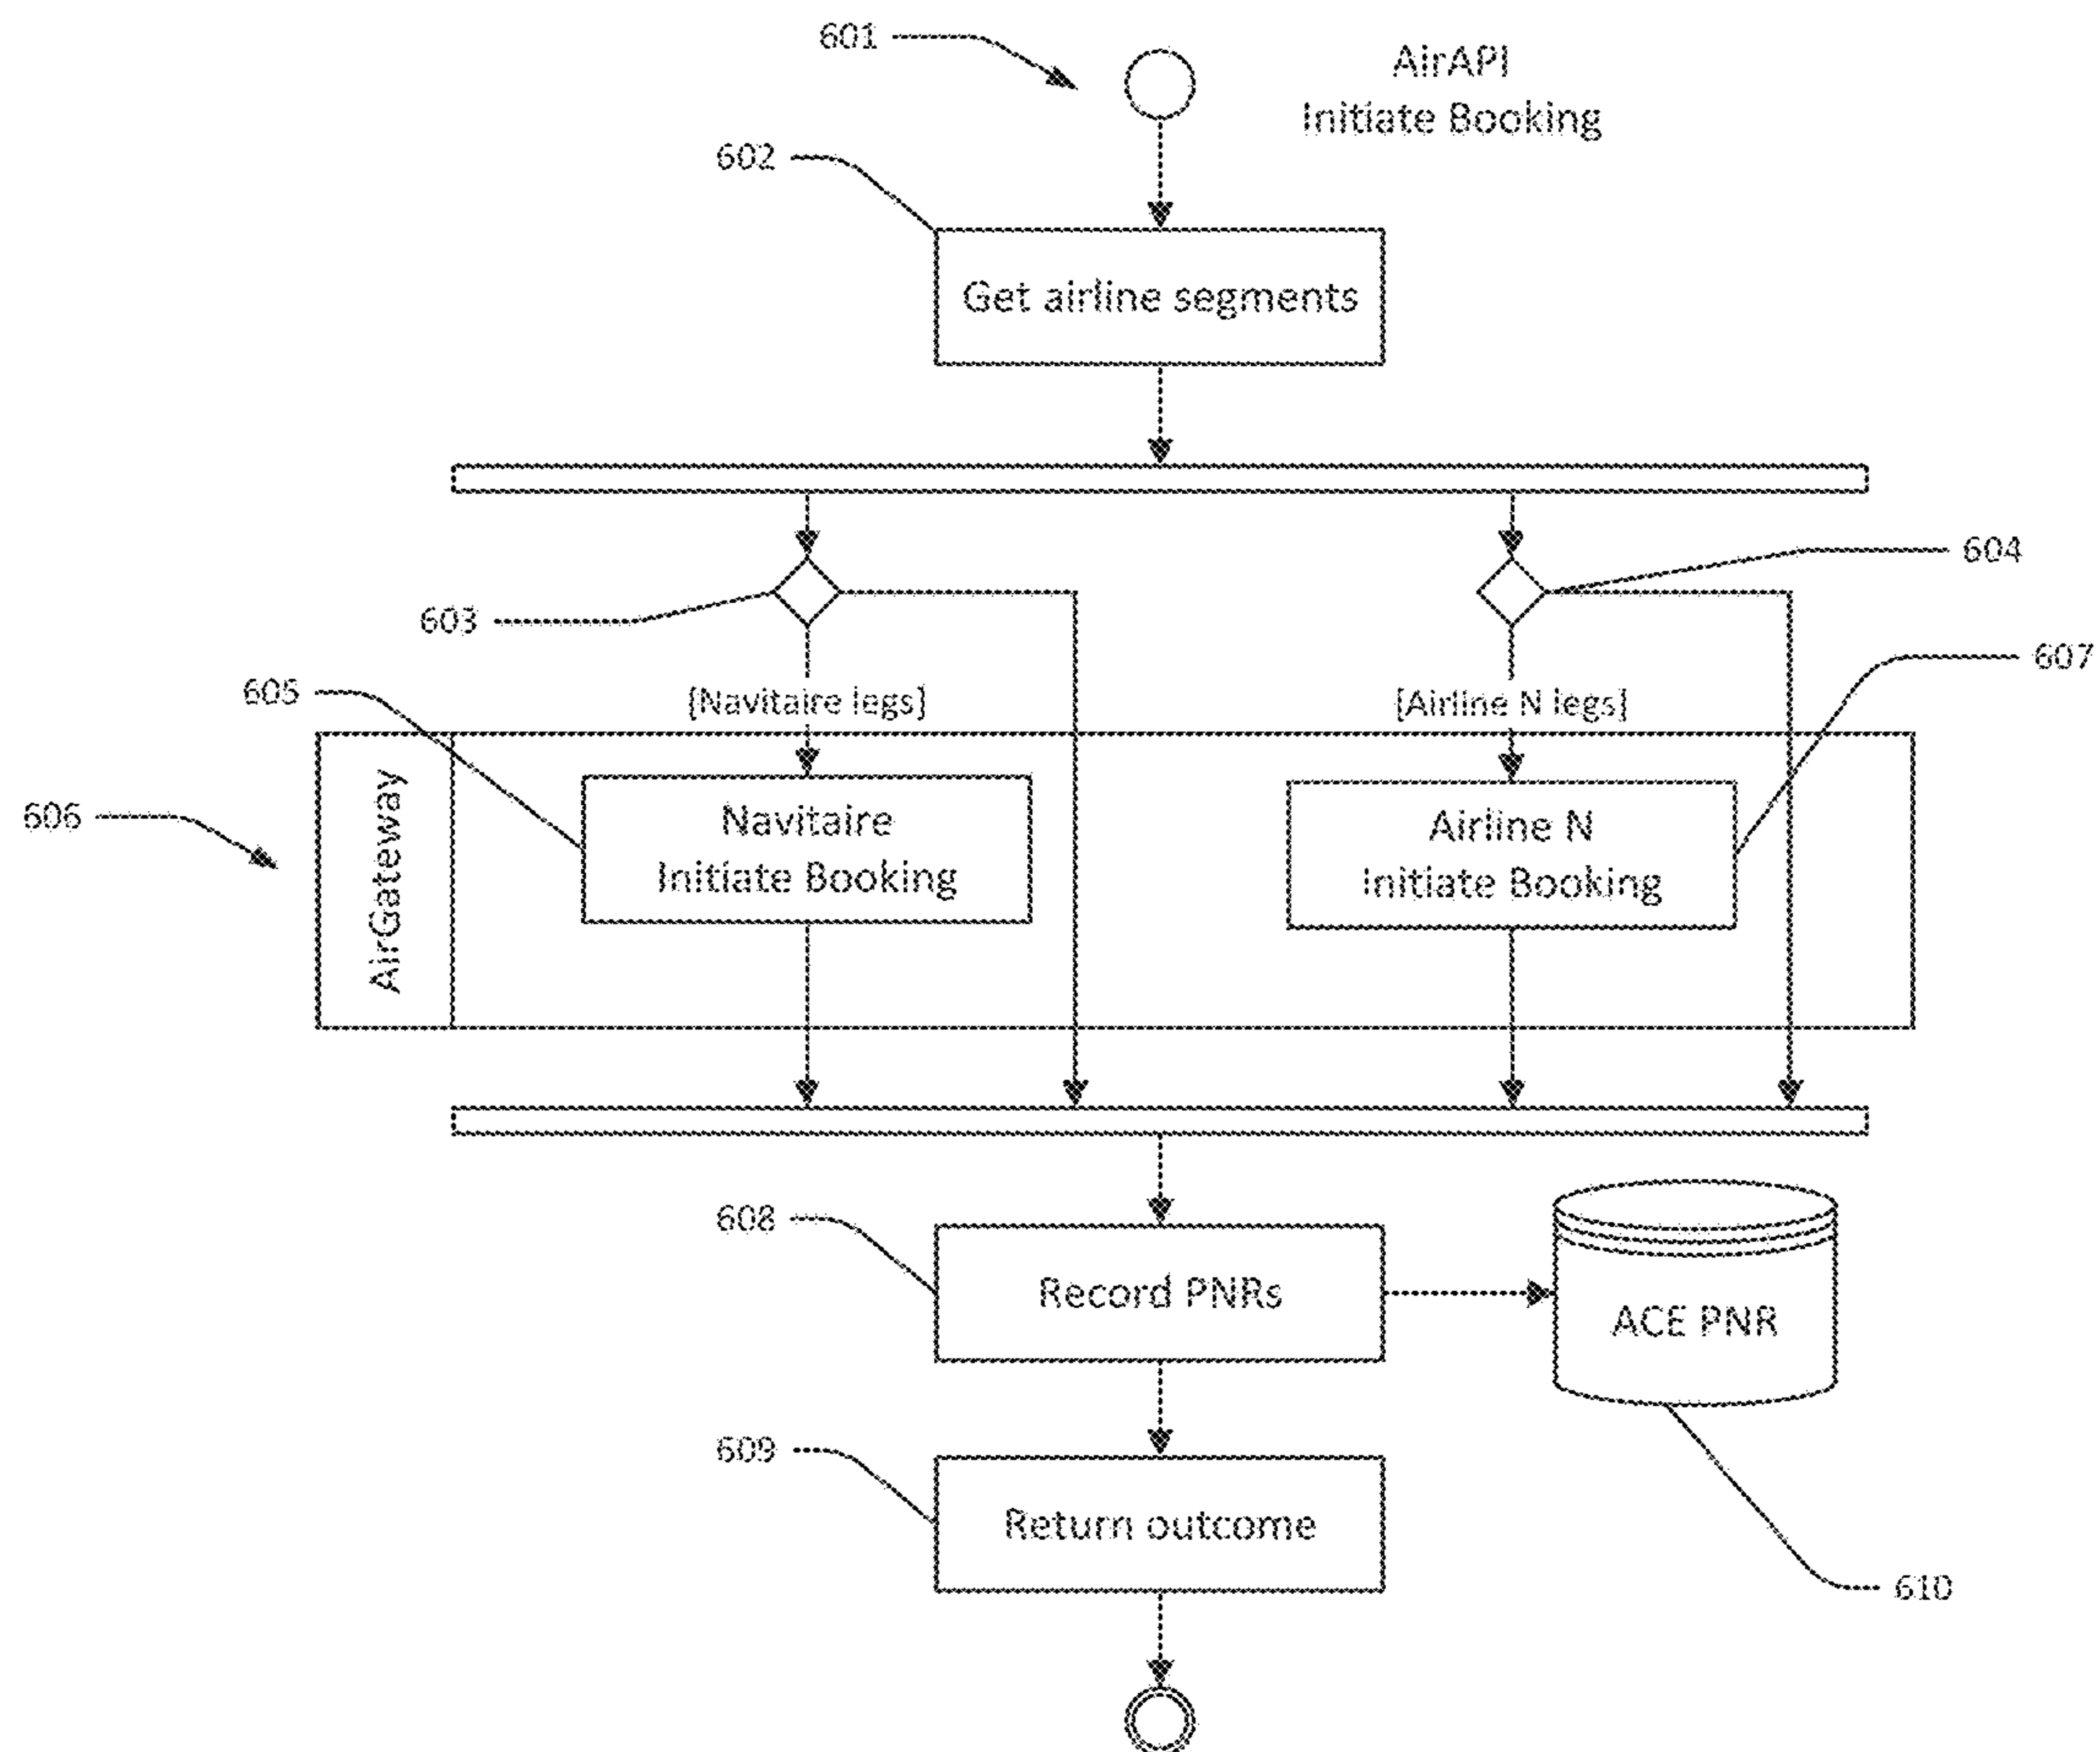 601
AirAPI
Initiate Booking
602
Get airline segments
603
604
605
[Navitaire legs]
[Airline N legs]
607
606
AirGateway
Navitaire
Initiate Booking
Airline N
Initiate Booking
608
Record PNRs
ACE PNR
609
Return outcome
610